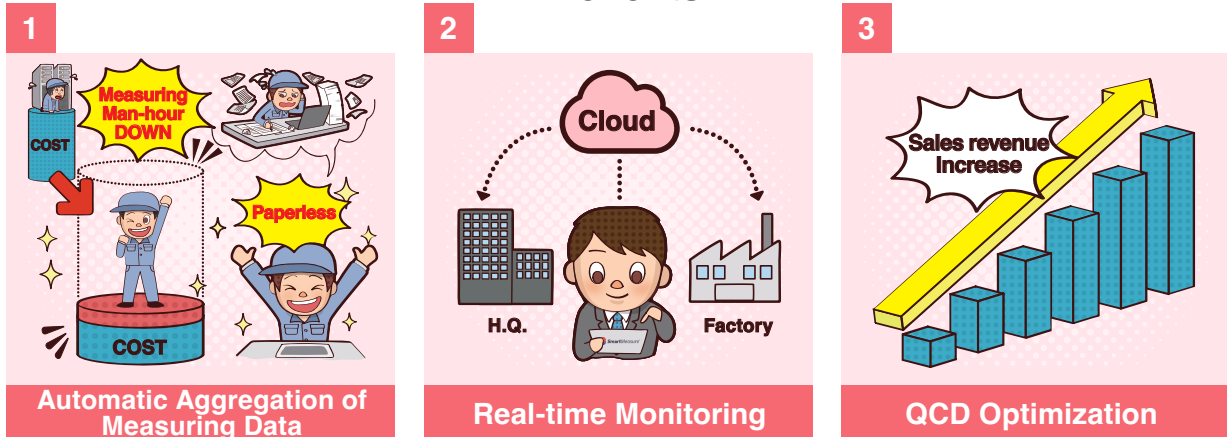 1
Measuring
Man-hour
DOWN
COST
Paperless
COST
Automatic Aggregation of
Measuring Data
2
Cloud
H.Q.
Factory
SmartMeasure
Real-time Monitoring
3
Sales revenue
Increase
QCD Optimization